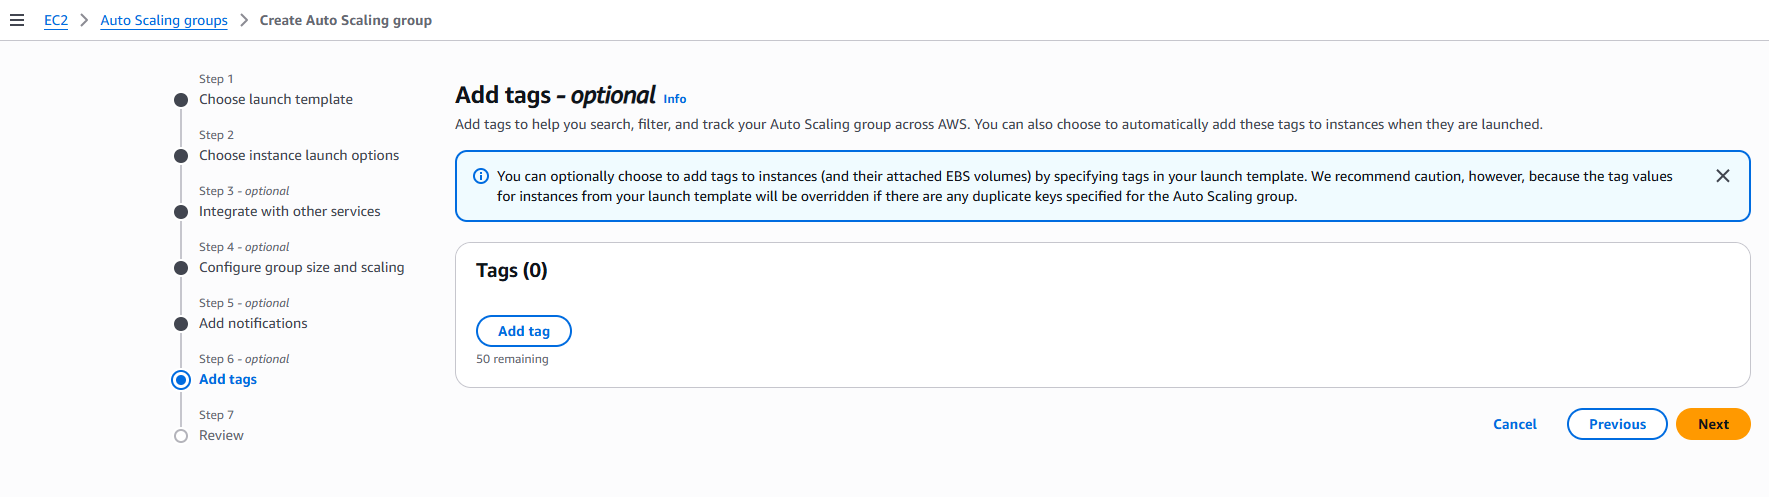 EC2 > Auto Scaling groups > Create Auto Scaling group
Step 1
Choose launch template
Step 2
Choose instance launch options
Step 3 - optional
Integrate with other services
Step 4 - optional
Configure group size and scaling
Step 5 - optional
Add notifications
Step 6 - optional
Add tags
Step 7
Review
Add tags - optional Info
Add tags to help you search, filter, and track your Auto Scaling group across AWS. You can also choose to automatically add these tags to instances when they are launched.
You can optionally choose to add tags to instances (and their attached EBS volumes) by specifying tags in your launch template. We recommend caution, however, because the tag values
for instances from your launch template will be overridden if there are any duplicate keys specified for the Auto Scaling group.
Tags (0)
Add tag
50 remaining
Cancel Previous Next